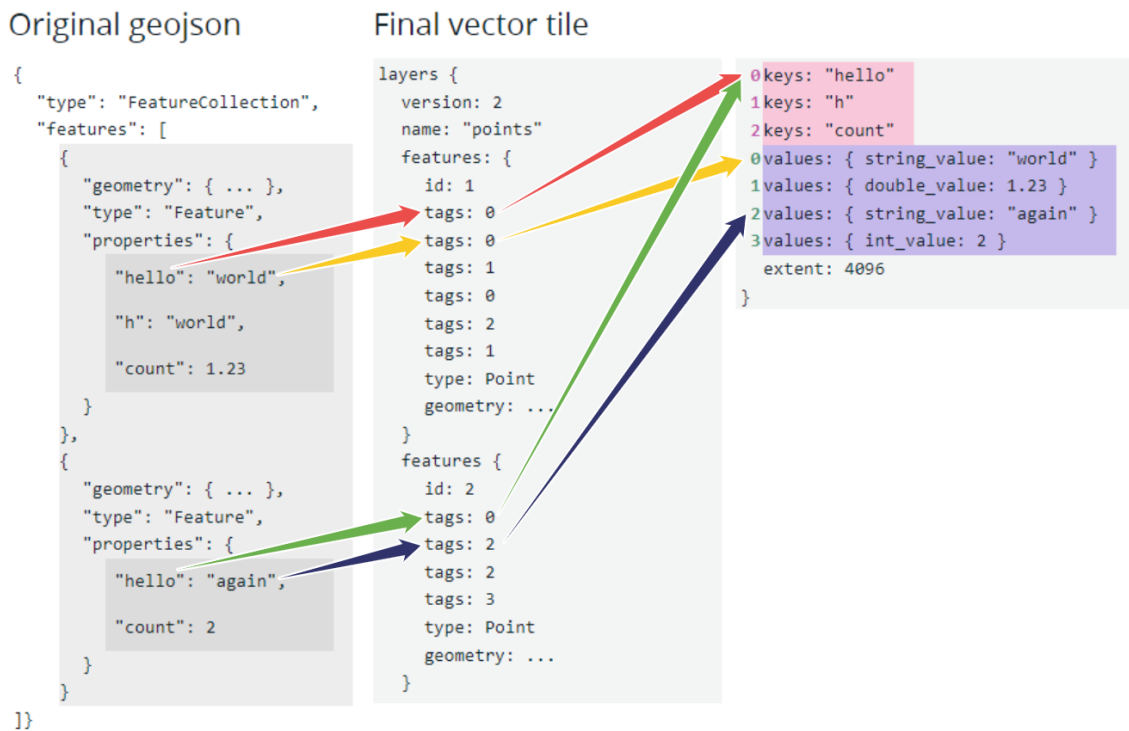 Original geojson
{
"type": "FeatureCollection",
"features": [
{
"geometry": { ... },
"type": "Feature",
"properties": {
"hello": "world",
"h": "world",
"count": 1.23
}
},
{
"geometry": { ... },
"type": "Feature",
"properties": {
"hello": "again",
"count": 2
}
}
]}
Final vector tile
layers {
version: 2
name: "points"
features: {
id: 1
tags: 0
tags: 0
tags: 1
tags: 0
tags: 2
tags: 1
type: Point
geometry: ...
}
features {
id: 2
tags: 0
tags: 2
tags: 2
tags: 3
type: Point
geometry: ...
}
0 keys: "hello"
1 keys: "h"
2 keys: "count"
0 values: { string_value: "world" }
1 values: { double_value: 1.23 }
2 values: { string_value: "again" }
3 values: { int_value: 2 }
extent: 4096
}